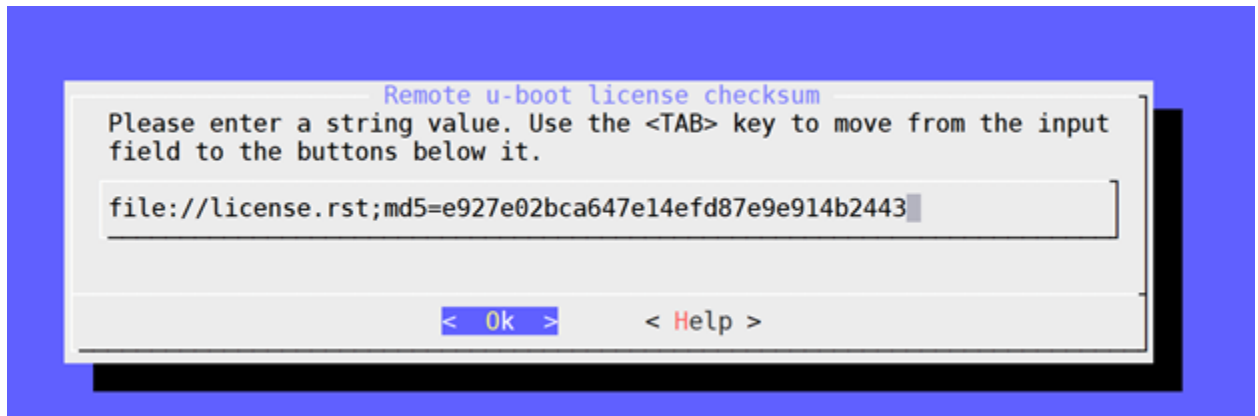 Remote u-boot license checksum
Please enter a string value. Use the <TAB> key to move from the input
field to the buttons below it.
file://license.rst;md5=e927e02bca647e14efd87e9e914b2443
< Ok > < Help >